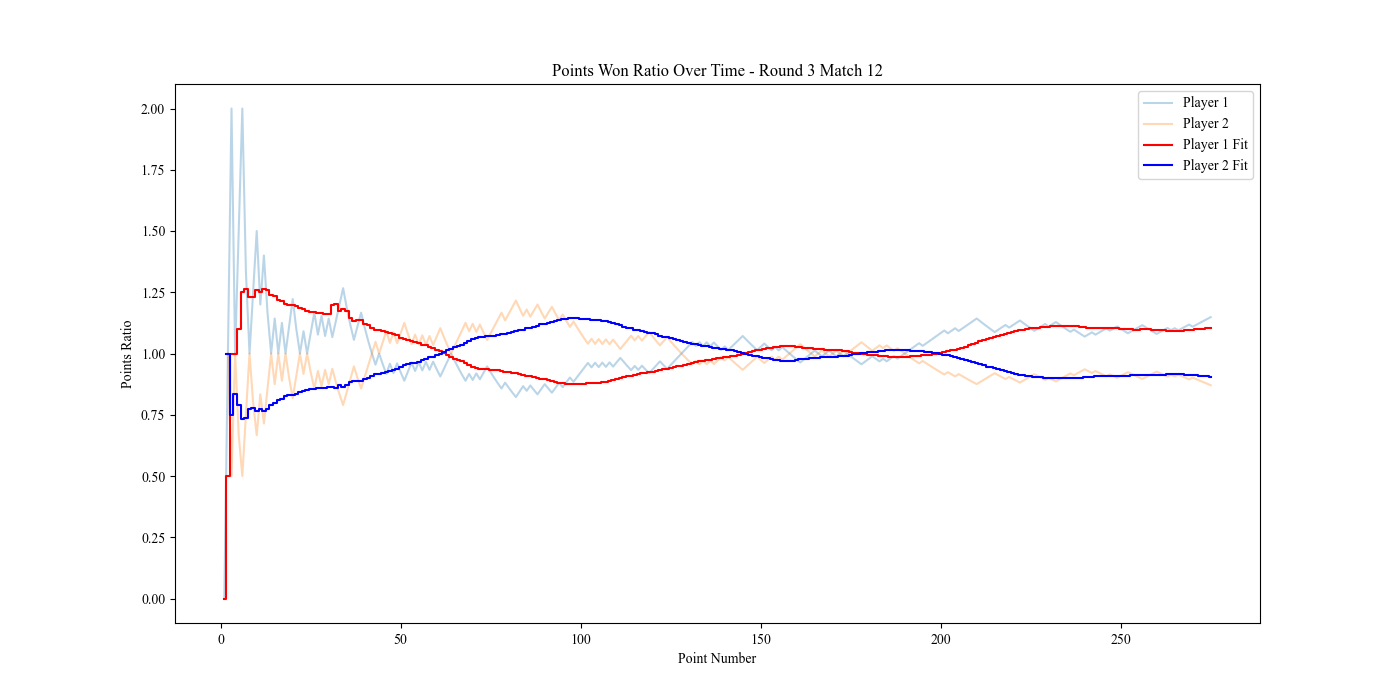 Points Won Ratio Over Time - Round 3 Match 12
Player 1
Player 2
Player 1 Fit
Player 2 Fit
Points Ratio
2.00
1.75
1.50
1.25
1.00
0.75
0.50
0.25
0.00
0 50 100 150 200 250
Point Number